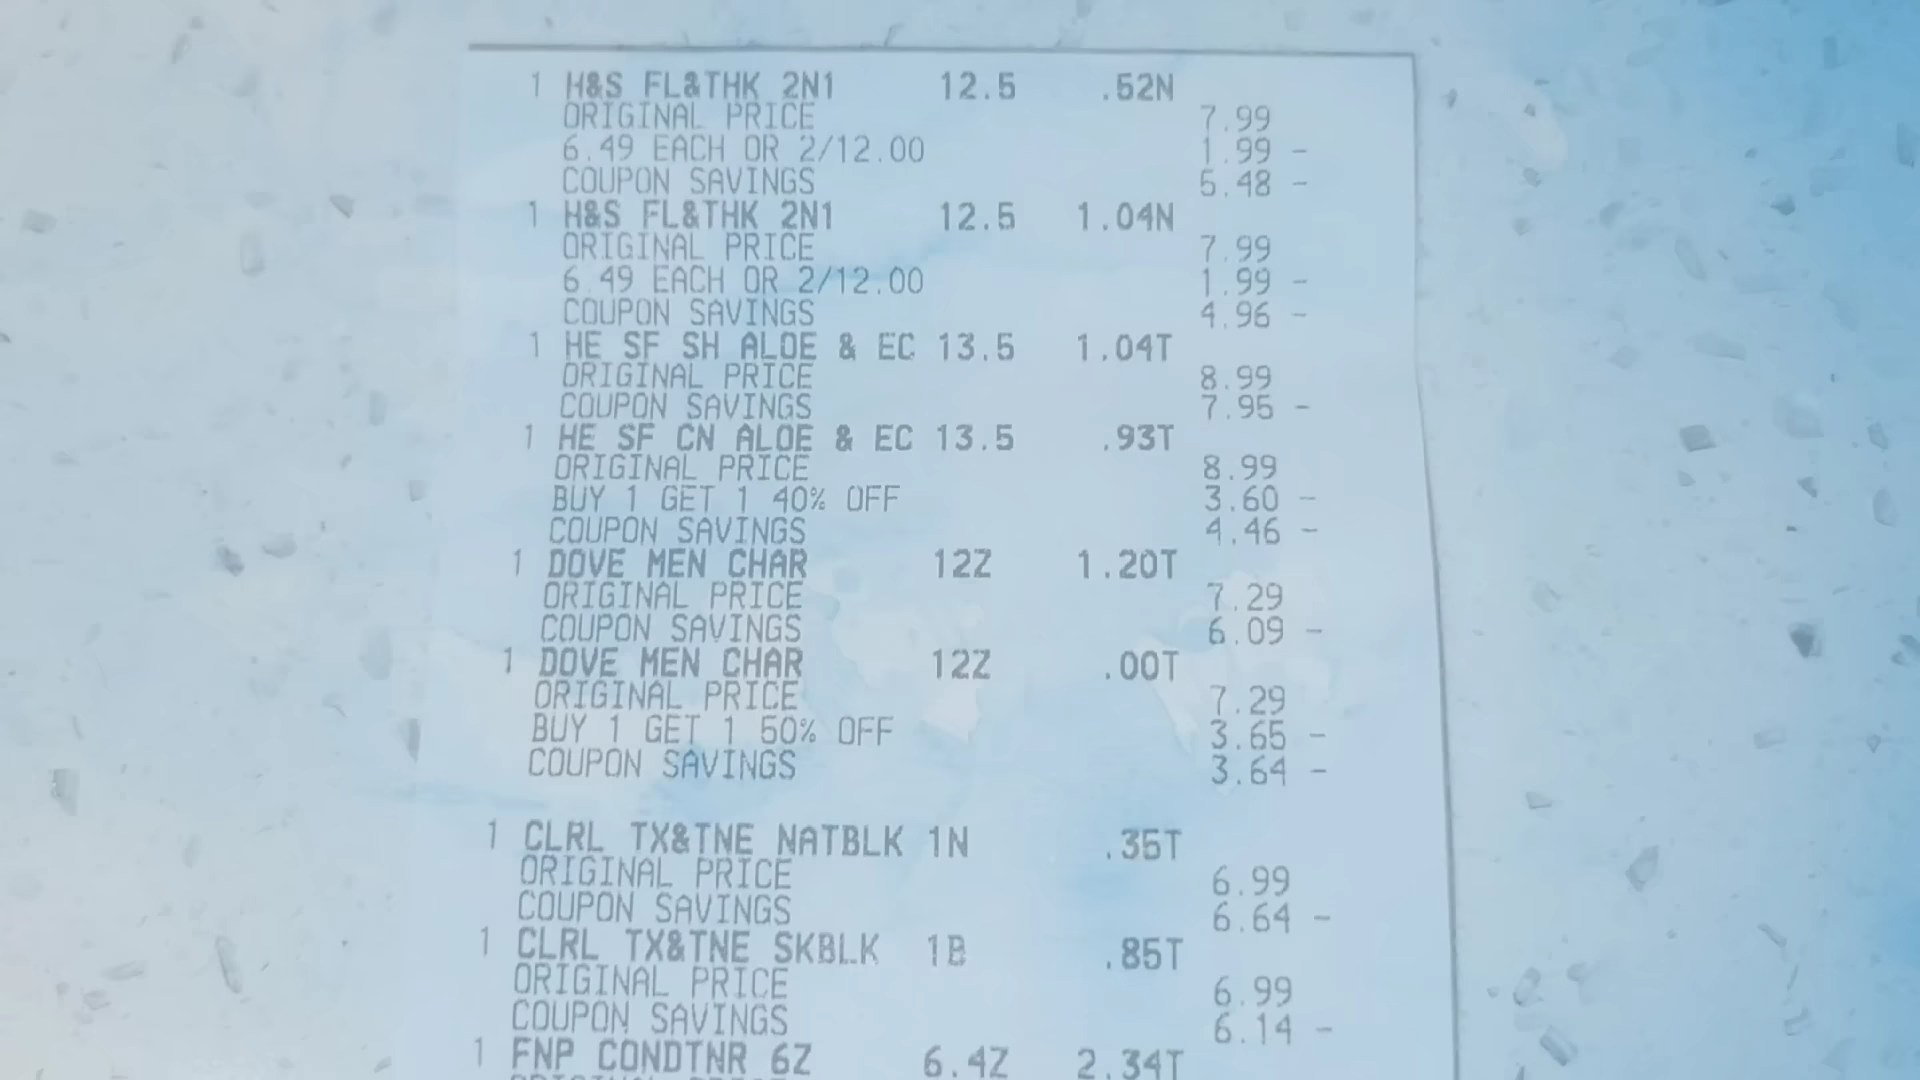 1 H&S FL&THK 2N1 12.5 .52N
ORIGINAL PRICE 7.99
6.49 EACH OR 2/12.00 1.99 -
COUPON SAVINGS 5.48 -
1 H&S FL&THK 2N1 12.5 1.04N
ORIGINAL PRICE 7.99
6.49 EACH OR 2/12.00 1.99 -
COUPON SAVINGS 4.96 -
1 HE SF SH ALOE & EC 13.5 1.04T
ORIGINAL PRICE 8.99
COUPON SAVINGS 7.95 -
1 HE SF CN ALOE & EC 13.5 .93T
ORIGINAL PRICE 8.99
BUY 1 GET 1 40% OFF 3.60 -
COUPON SAVINGS 4.46 -
1 DOVE MEN CHAR 12Z 1.20T
ORIGINAL PRICE 7.29
COUPON SAVINGS 6.09 -
1 DOVE MEN CHAR 12Z .00T
ORIGINAL PRICE 7.29
BUY 1 GET 1 50% OFF 3.65 -
COUPON SAVINGS 3.64 -
1 CLRL TX&TNE NATBLK 1N .35T
ORIGINAL PRICE 6.99
COUPON SAVINGS 6.64 -
1 CLRL TX&TNE SKBLK 1B .85T
ORIGINAL PRICE 6.99
COUPON SAVINGS 6.14 -
1 FNP CONDTNR 6Z 6.4Z 2.34T